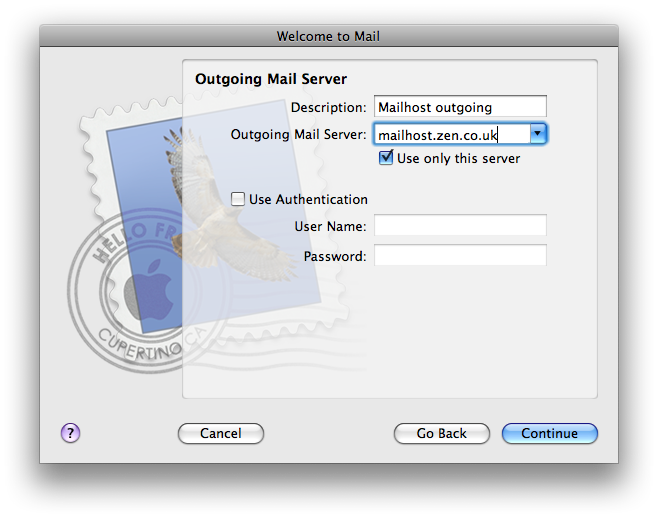 Welcome to Mail
Outgoing Mail Server
Description: Mailhost outgoing
Outgoing Mail Server: mailhost.zen.co.uk
Use only this server
Use Authentication
User Name:
Password:
HELLO FR
CUPERTINO, CA
? Cancel Go Back Continue